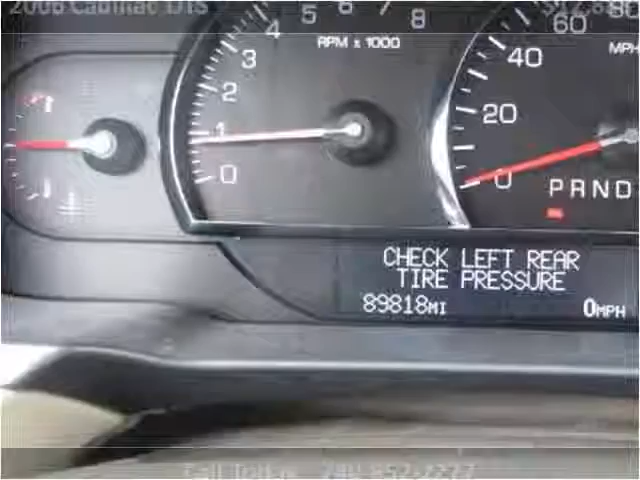 2006 Cadillac DTS
4 5 6 7 8
3
2
1
0
RPM x 1000
60
40
20
0
MPH
PRND
CHECK LEFT REAR
TIRE PRESSURE
89818MI
0MPH